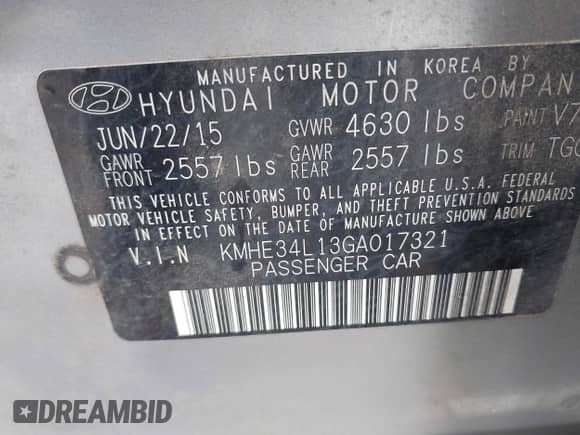 MANUFACTURED IN KOREA BY
HYUNDAI MOTOR COMPAN
JUN/22/15 GVWR 4630 lbs PAINT V7
GAWR FRONT 2557 lbs GAWR REAR 2557 lbs TRIM TG
THIS VEHICLE CONFORMS TO ALL APPLICABLE U.S.A. FEDERAL
MOTOR VEHICLE SAFETY, BUMPER, AND THEFT PREVENTION STANDARDS
IN EFFECT ON THE DATE OF MANUFACTURE SHOWN ABOVE
V.I.N KMHE34L13GA017321
PASSENGER CAR
DREAMBID